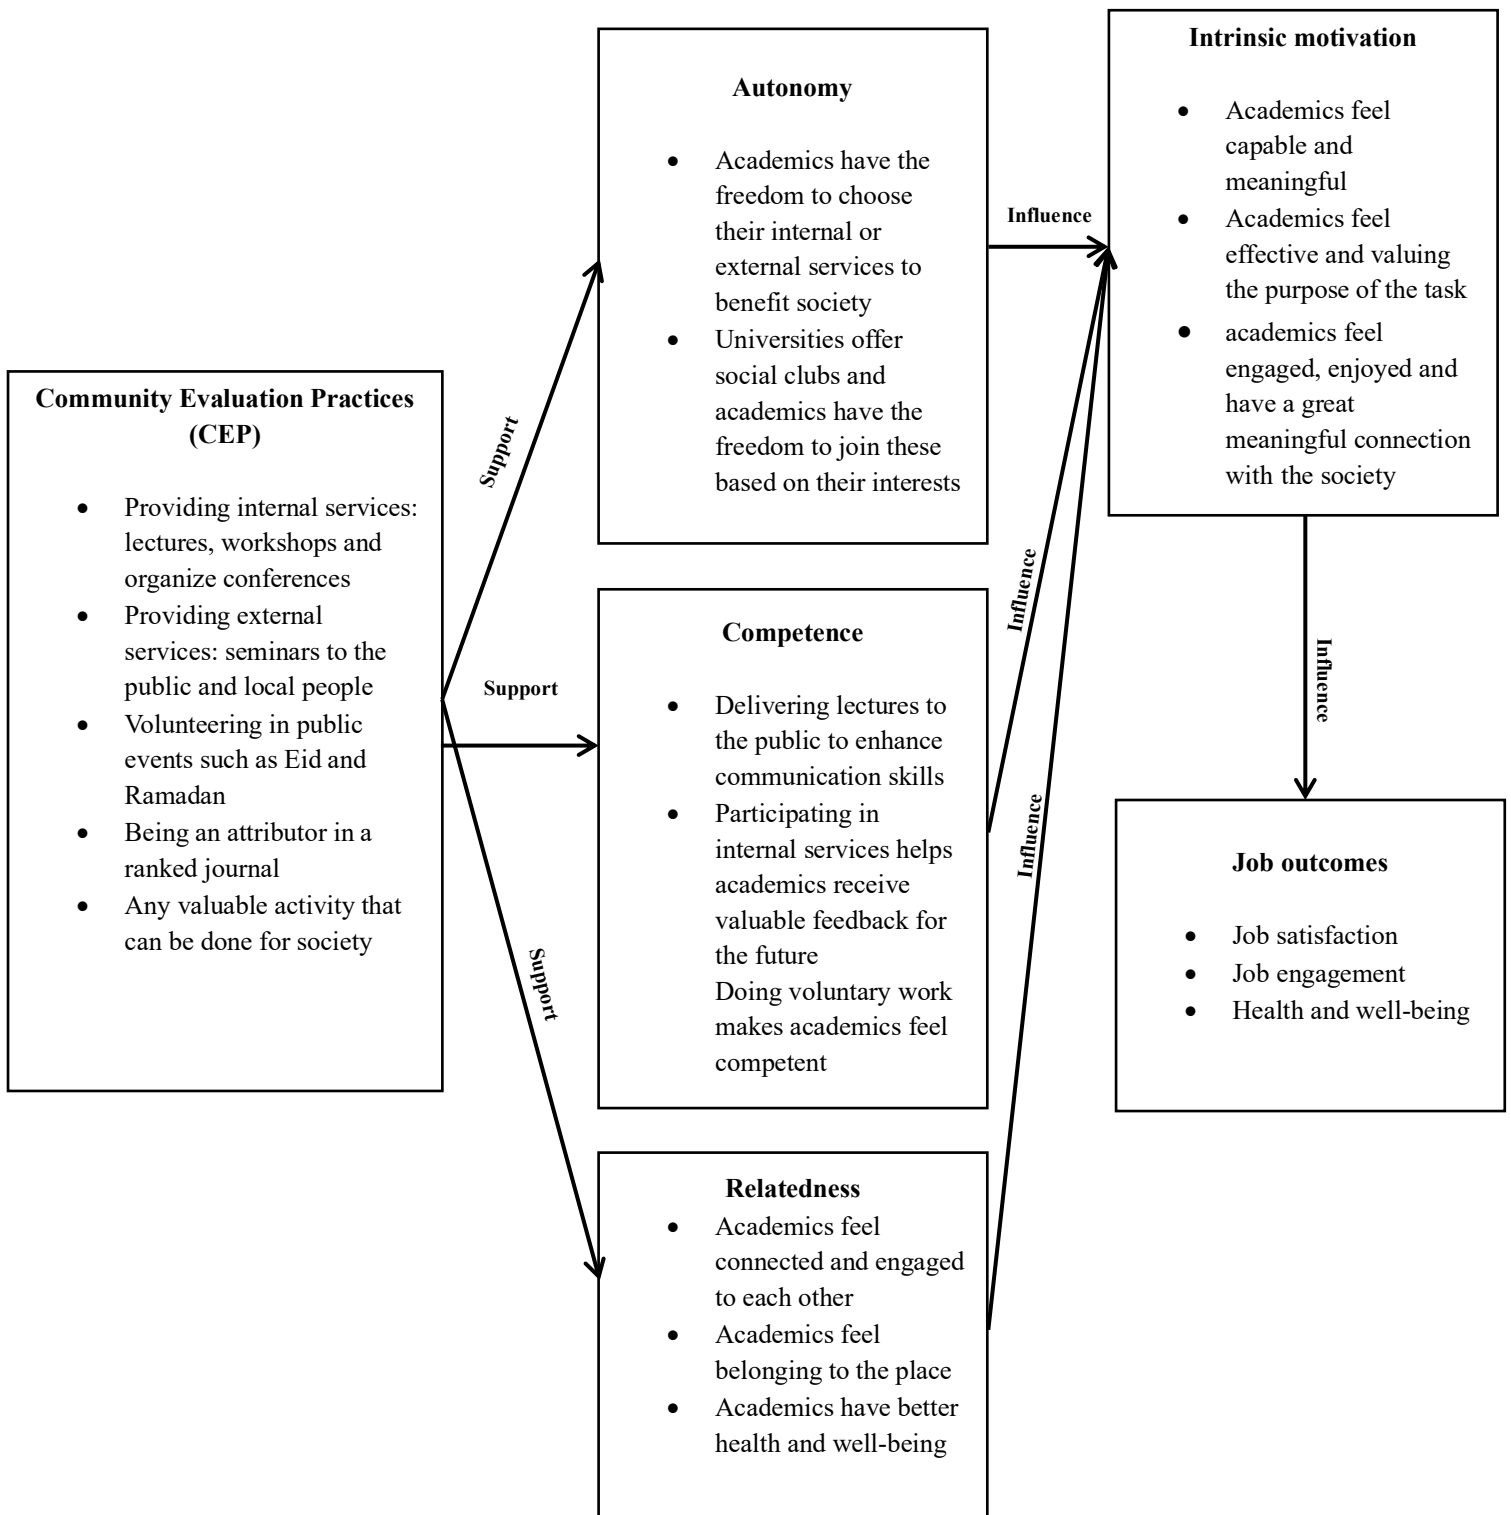 Community Evaluation Practices
(CEP)
• Providing internal services:
lectures, workshops and
organize conferences
• Providing external
services: seminars to the
public and local people
• Volunteering in public
events such as Eid and
Ramadan
• Being an attributor in a
ranked journal
• Any valuable activity that
can be done for society
Support
Support
Support
Autonomy
• Academics have the
freedom to choose
their internal or
external services to
benefit society
• Universities offer
social clubs and
academics have the
freedom to join these
based on their interests
Competence
• Delivering lectures to
the public to enhance
communication skills
• Participating in
internal services helps
academics receive
valuable feedback for
the future
Doing voluntary work
makes academics feel
competent
Relatedness
• Academics feel
connected and engaged
to each other
• Academics feel
belonging to the place
• Academics have better
health and well-being
Influence
Influence
Influence
Intrinsic motivation
• Academics feel
capable and
meaningful
• Academics feel
effective and valuing
the purpose of the task
• academics feel
engaged, enjoyed and
have a great
meaningful connection
with the society
Influence
Job outcomes
• Job satisfaction
• Job engagement
• Health and well-being